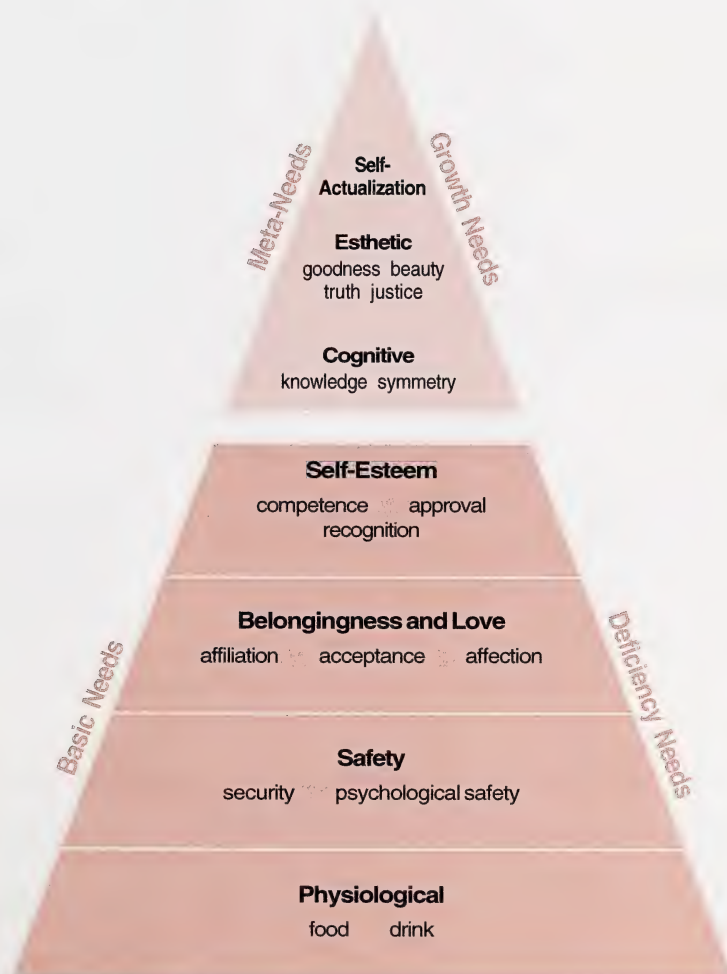 Meta-Needs
Growth Needs
Self-
Actualization
Esthetic
goodness beauty
truth justice
Cognitive
knowledge symmetry
Basic Needs
Deficiency Needs
Self-Esteem
competence approval
recognition
Belongingness and Love
affiliation acceptance affection
Safety
security psychological safety
Physiological
food drink